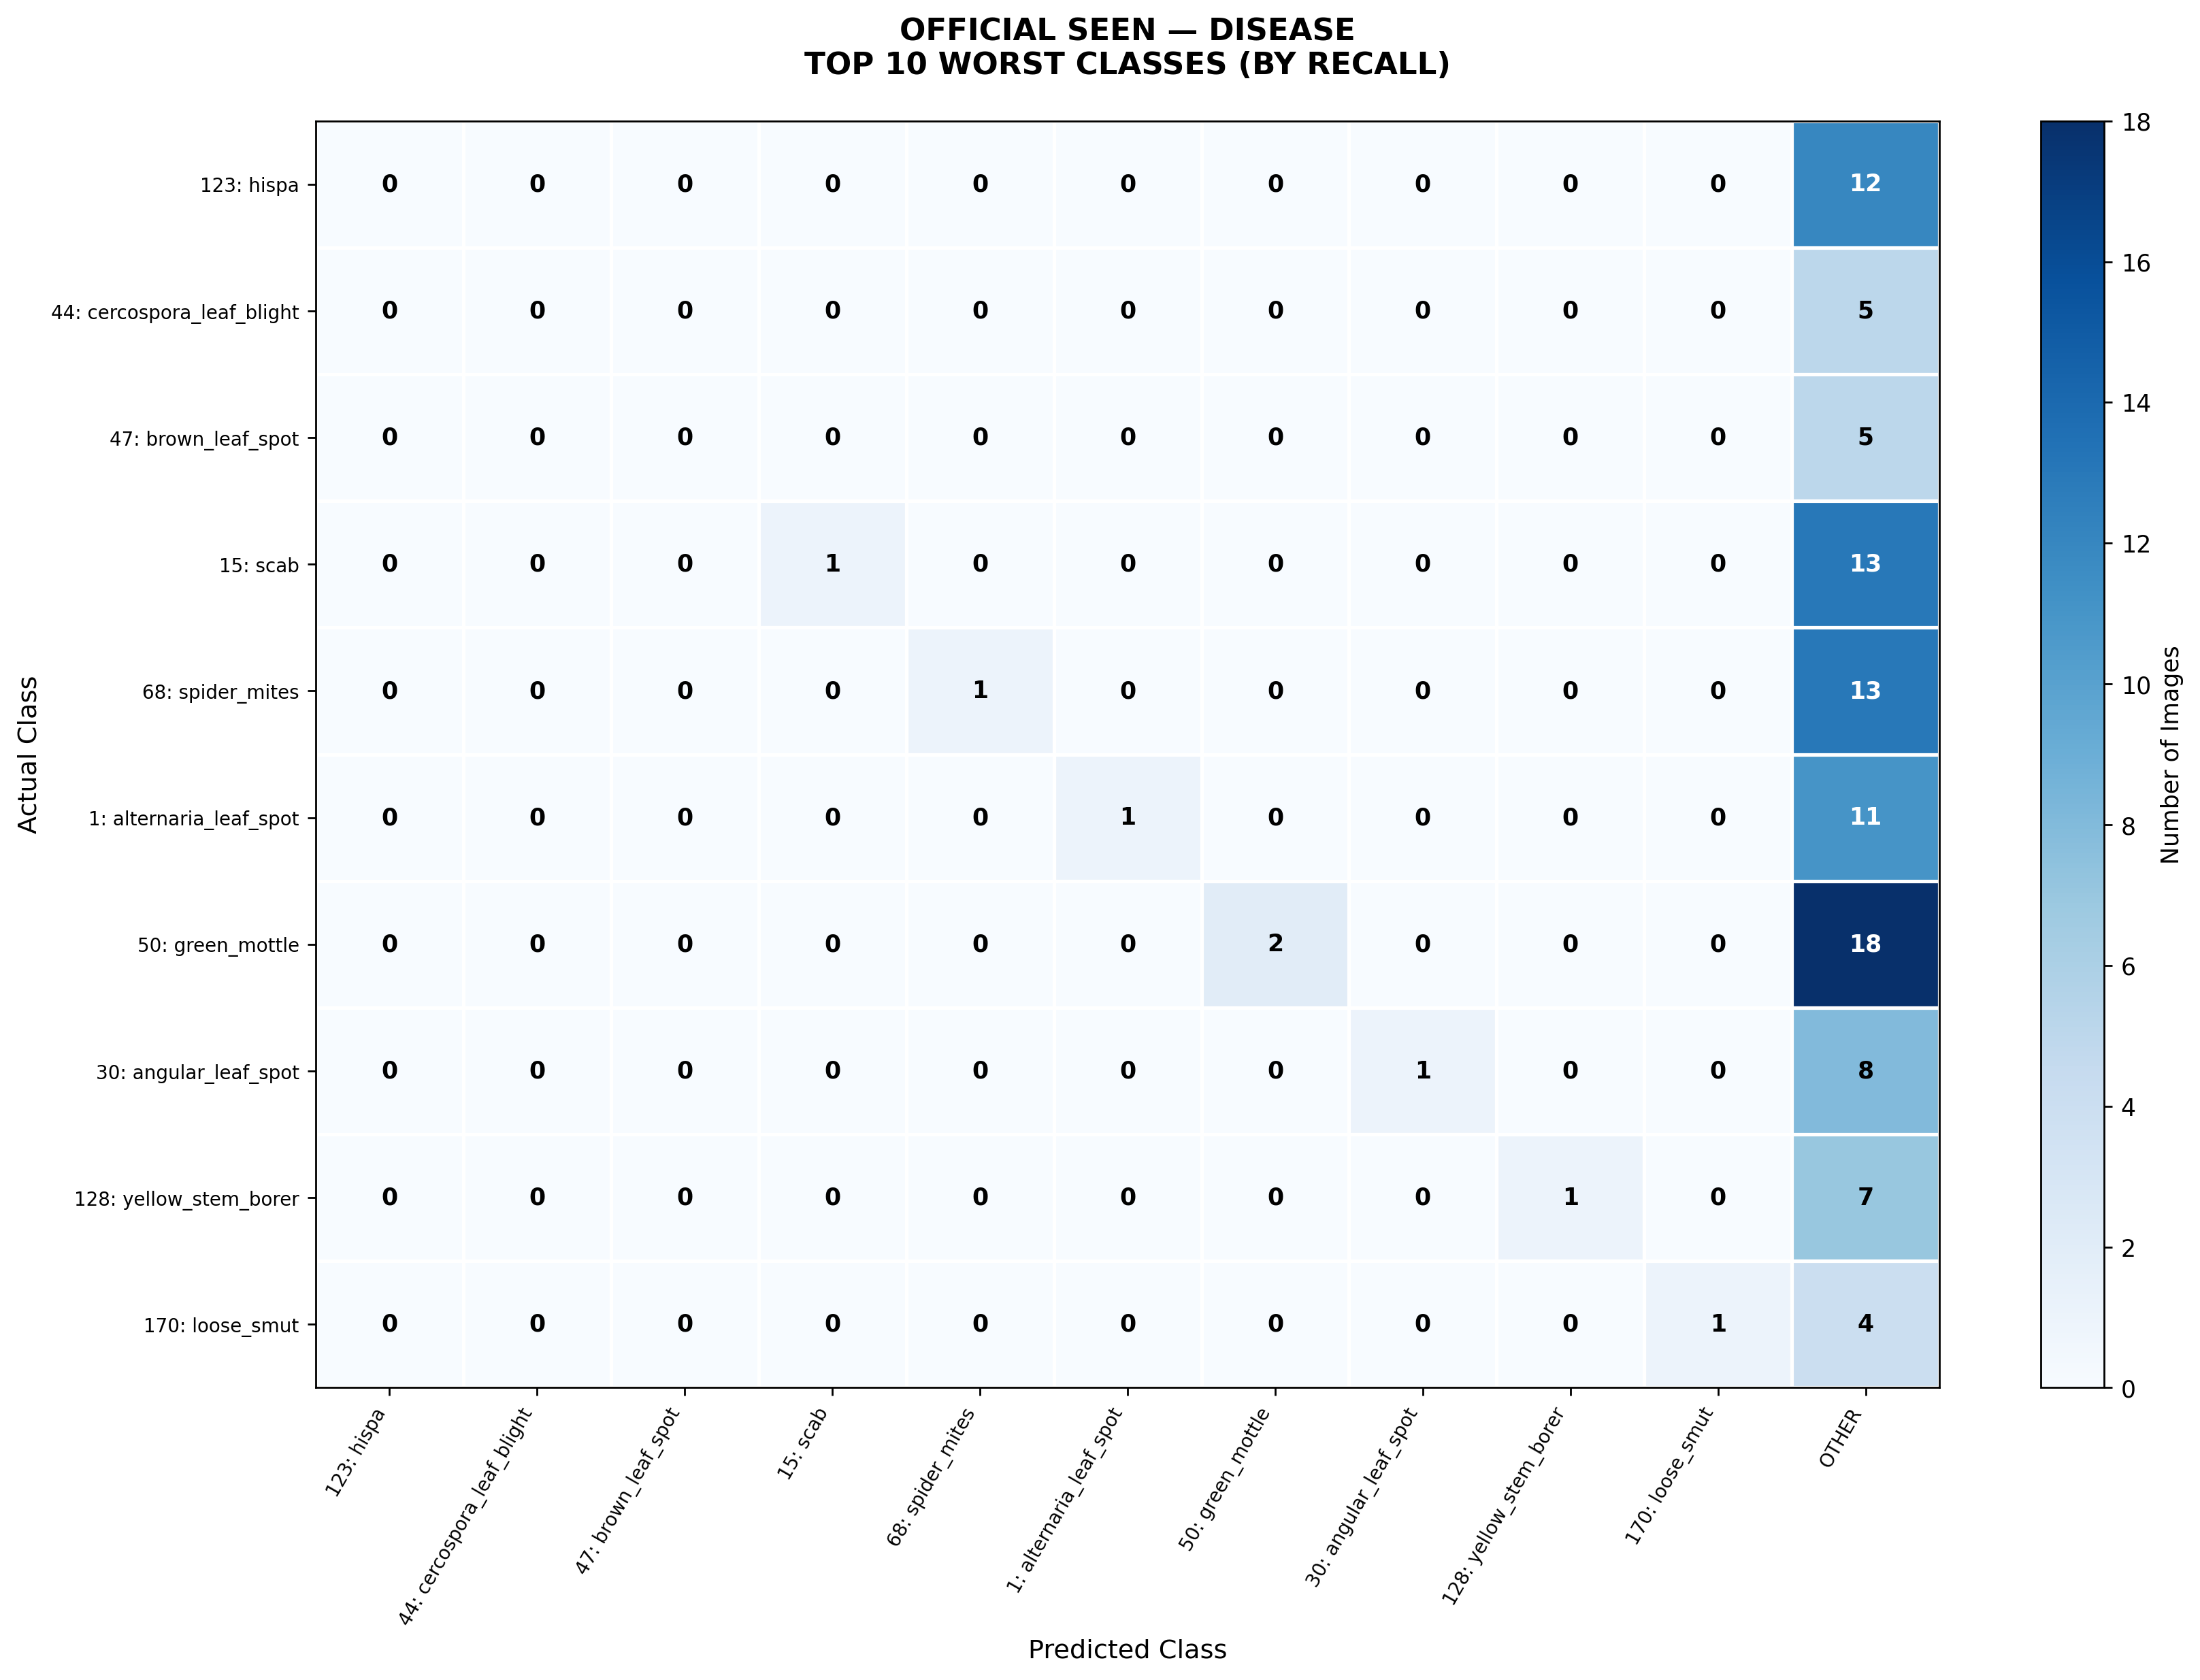 OFFICIAL SEEN — DISEASE
TOP 10 WORST CLASSES (BY RECALL)
123: hispa 0 0 0 0 0 0 0 0 0 0 12
44: cercospora_leaf_blight 0 0 0 0 0 0 0 0 0 0 5
47: brown_leaf_spot 0 0 0 0 0 0 0 0 0 0 5
15: scab 0 0 0 1 0 0 0 0 0 0 13
68: spider_mites 0 0 0 0 1 0 0 0 0 0 13
1: alternaria_leaf_spot 0 0 0 0 0 1 0 0 0 0 11
50: green_mottle 0 0 0 0 0 0 2 0 0 0 18
30: angular_leaf_spot 0 0 0 0 0 0 0 1 0 0 8
128: yellow_stem_borer 0 0 0 0 0 0 0 0 1 0 7
170: loose_smut 0 0 0 0 0 0 0 0 0 1 4
Actual Class
123: hispa
44: cercospora_leaf_blight
47: brown_leaf_spot
15: scab
68: spider_mites
1: alternaria_leaf_spot
50: green_mottle
30: angular_leaf_spot
128: yellow_stem_borer
170: loose_smut
OTHER
Predicted Class
18
16
14
12
10
8
6
4
2
0
Number of Images